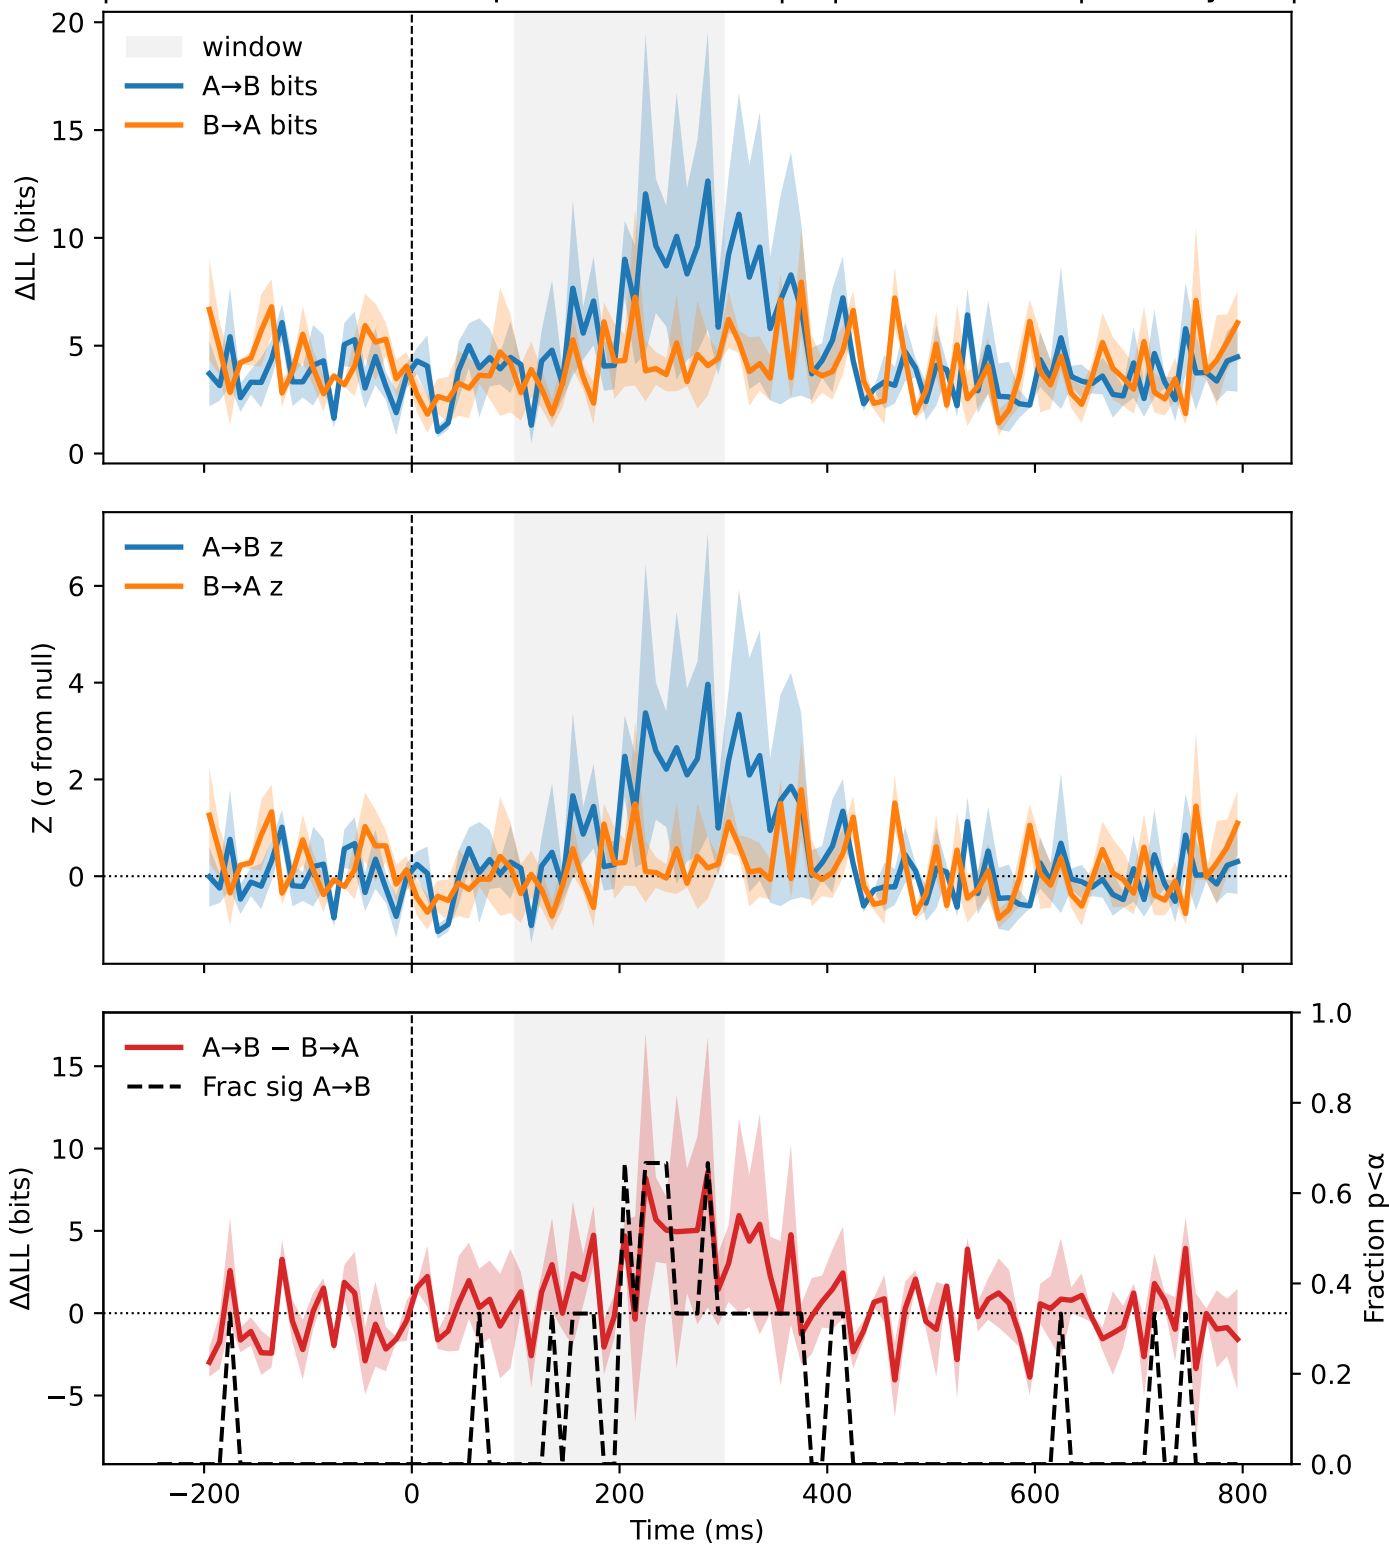 20
15
10
5
0
ΔLL (bits)
window
A→B bits
B→A bits
6
4
2
0
Z (σ from null)
A→B z
B→A z
15
10
5
0
−5
ΔΔLL (bits)
A→B − B→A
Frac sig A→B
1.0
0.8
0.6
0.4
0.2
0.0
Fraction p<α
−200 0 200 400 600 800
Time (ms)